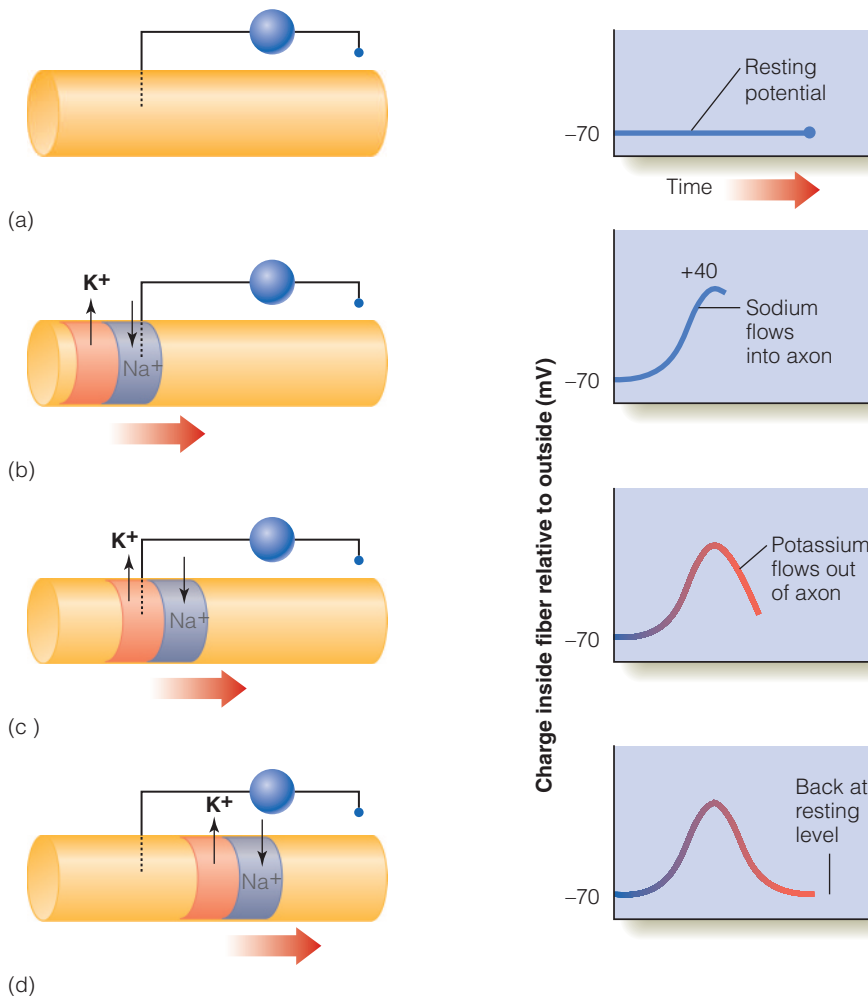 Resting
potential
–70
Time
(a)
K+
Na+
+40
Sodium
flows
into axon
–70
(b)
Charge inside fiber relative to outside (mV)
K+
Na+
Potassium
flows out
of axon
–70
(c )
K+
Na+
Back at
resting
level
–70
(d)